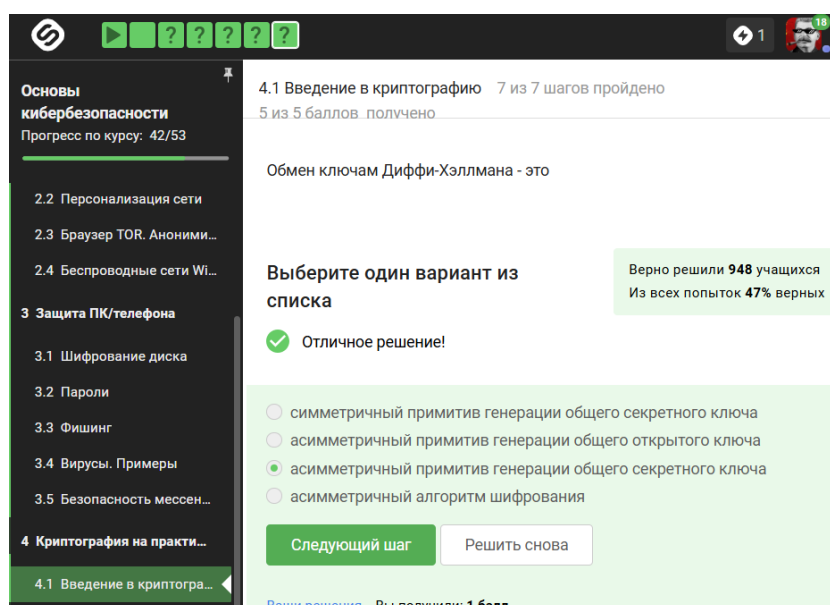 ? ? ? ? ?
1
18
Основы
кибербезопасности
Прогресс по курсу: 42/53
2.2 Персонализация сети
2.3 Браузер TOR. Анонимиз...
2.4 Беспроводные сети Wi...
3 Защита ПК/телефона
3.1 Шифрование диска
3.2 Пароли
3.3 Фишинг
3.4 Вирусы. Примеры
3.5 Безопасность мессен...
4 Криптография на практи...
4.1 Введение в криптогра...
4.1 Введение в криптографию 7 из 7 шагов пройдено
5 из 5 баллов получено
Обмен ключам Диффи-Хэллмана - это
Выберите один вариант из
списка
Верно решили 948 учащихся
Из всех попыток 47% верных
Отличное решение!
симметричный примитив генерации общего секретного ключа
асимметричный примитив генерации общего открытого ключа
асимметричный примитив генерации общего секретного ключа
асимметричный алгоритм шифрования
Следующий шаг
Решить снова
Ваши решения Вы получили: 1 балл